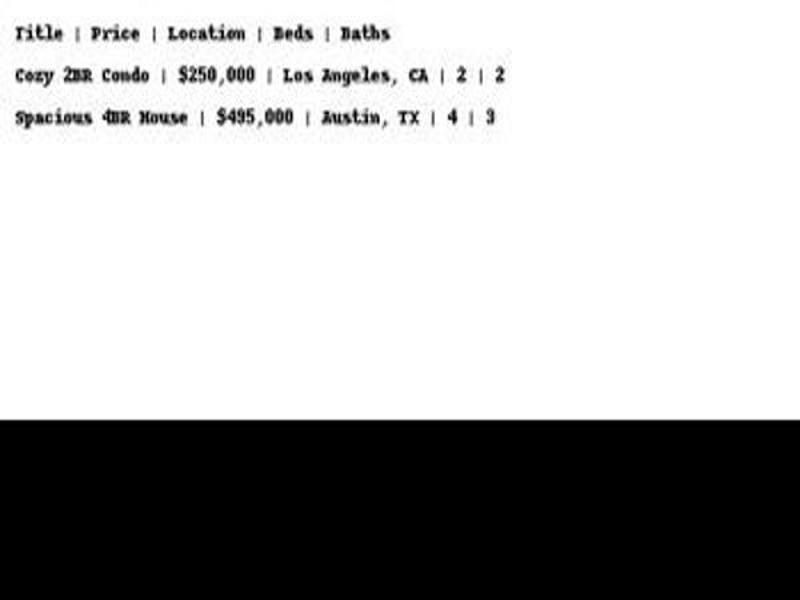 Title | Price | Location | Beds | Baths
Cozy 2BR Condo | $250,000 | Los Angeles, CA | 2 | 2
Spacious 4BR House | $495,000 | Austin, TX | 4 | 3